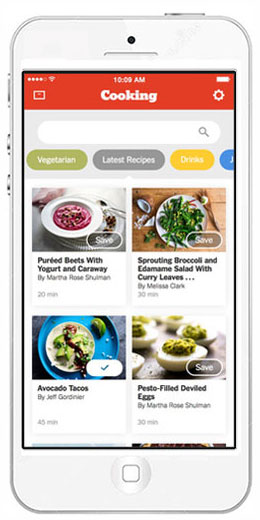 10:09 AM
Cooking
Vegetarian
Latest Recipes
Drinks
J
Save
Save
Puréed Beets With
Yogurt and Caraway
By Martha Rose Shulman
20 min
Sprouting Broccoli and
Edamame Salad With
Curry Leaves . . .
By Melissa Clark
30 min
Save
Avocado Tacos
By Jeff Gordinier
20 min
Pesto-Filled Deviled
Eggs
By Martha Rose Shulman
30 min